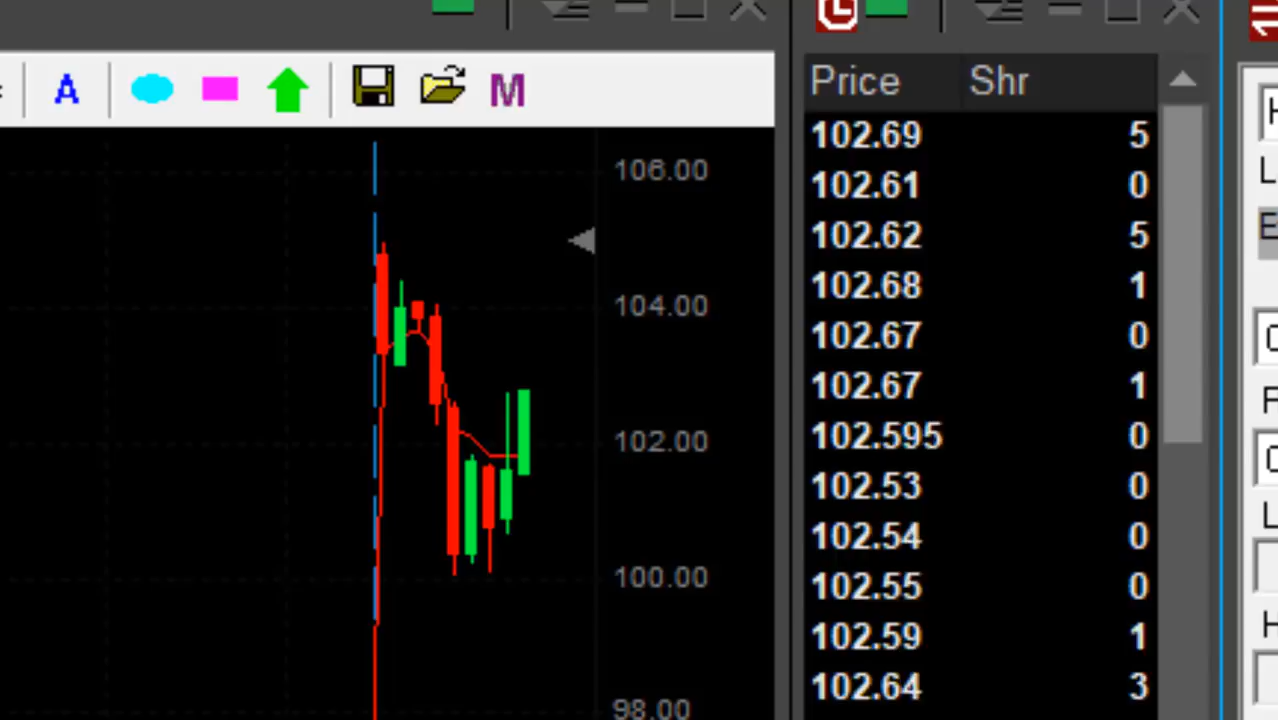 A M
106.00
104.00
102.00
100.00
98.00
Price Shr
102.69 5
102.61 0
102.62 5
102.68 1
102.67 0
102.67 1
102.595 0
102.53 0
102.54 0
102.55 0
102.59 1
102.64 3
L
E
F
L
H